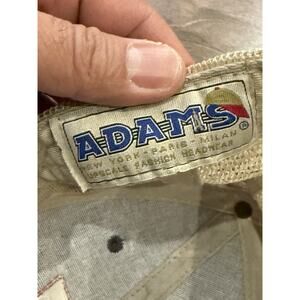 ADAMS
NEW YORK - PARIS - MILAN
UPSCALE FASHION HEADWEAR